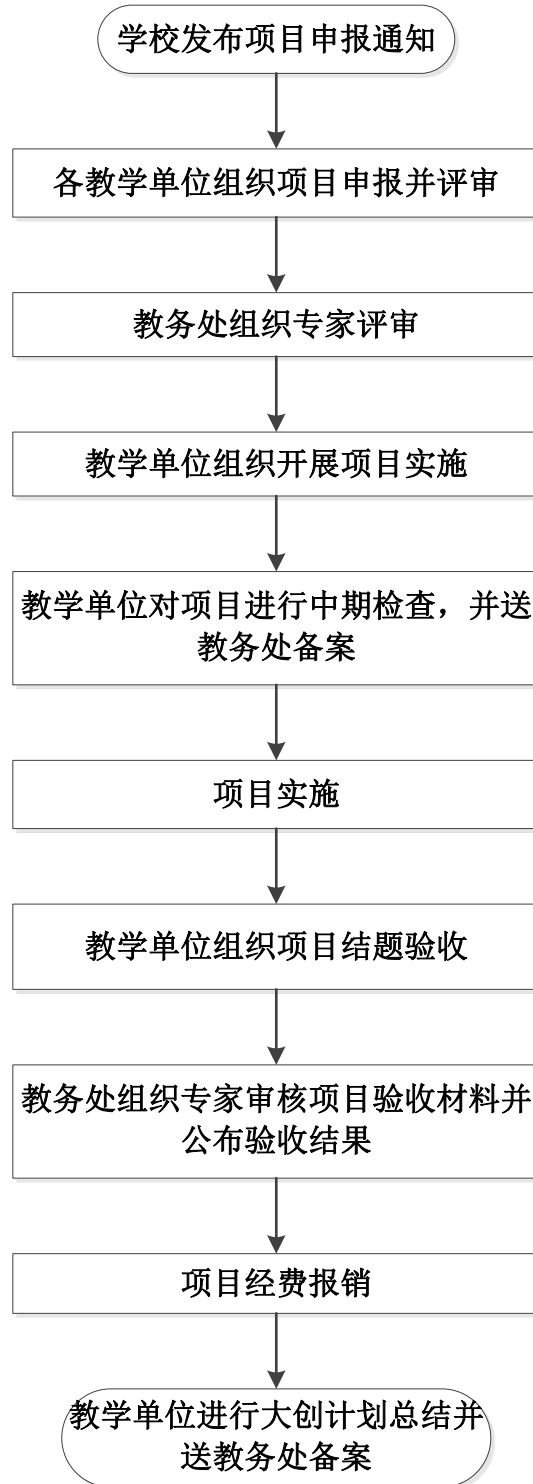 学校发布项目申报通知
各教学单位组织项目申报并评审
教务处组织专家评审
教学单位组织开展项目实施
教学单位对项目进行中期检查，并送
教务处备案
项目实施
教学单位组织项目结题验收
教务处组织专家审核项目验收材料并
公布验收结果
项目经费报销
教学单位进行大创计划总结并
送教务处备案